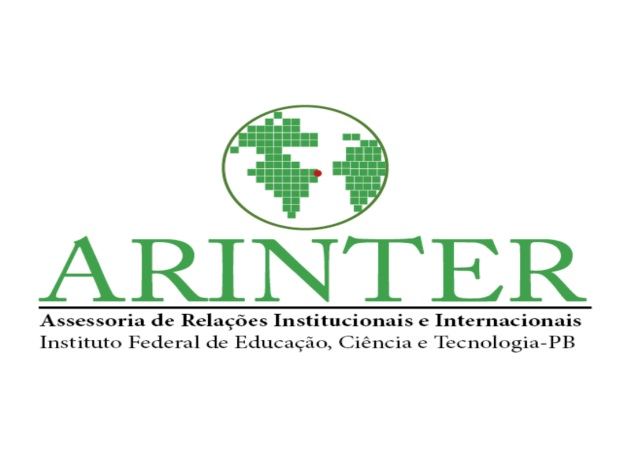 ARINTER
Assessoria de Relações Institucionais e Internacionais
Instituto Federal de Educação, Ciência e Tecnologia-PB